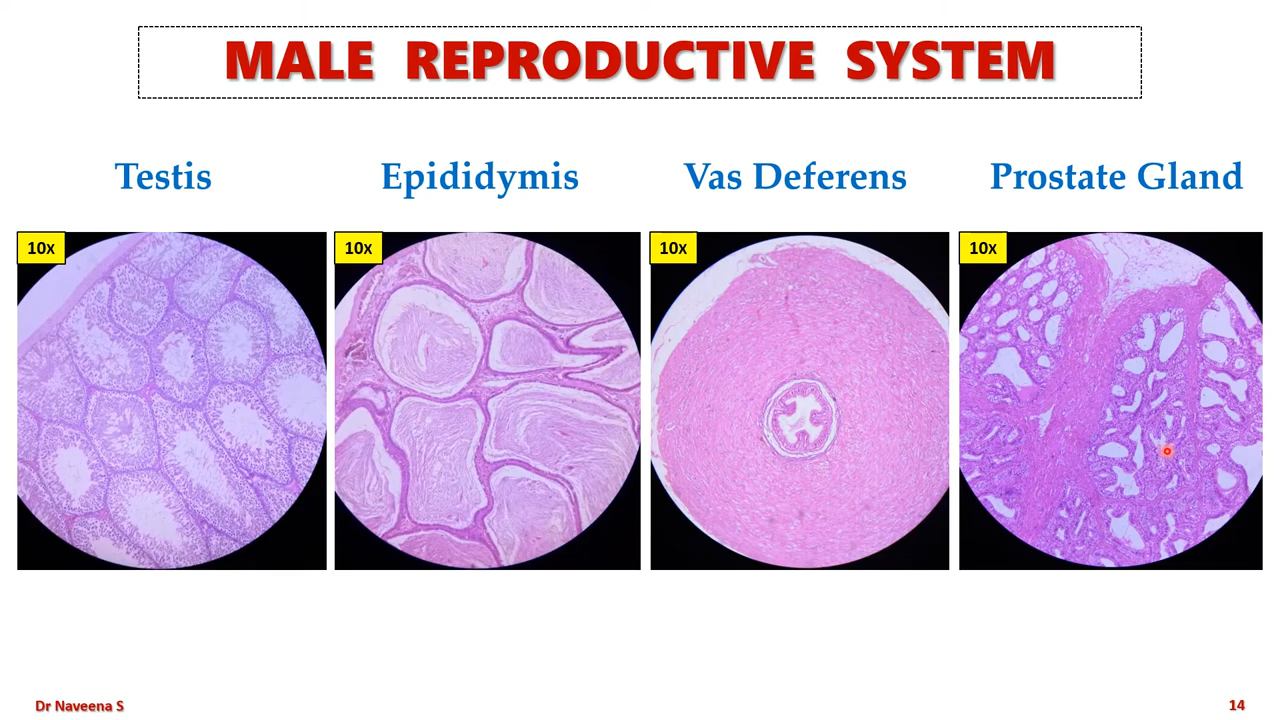 MALE REPRODUCTIVE SYSTEM
Testis
Epididymis
Vas Deferens
Prostate Gland
10x
10x
10x
10x
Dr Naveena S
14